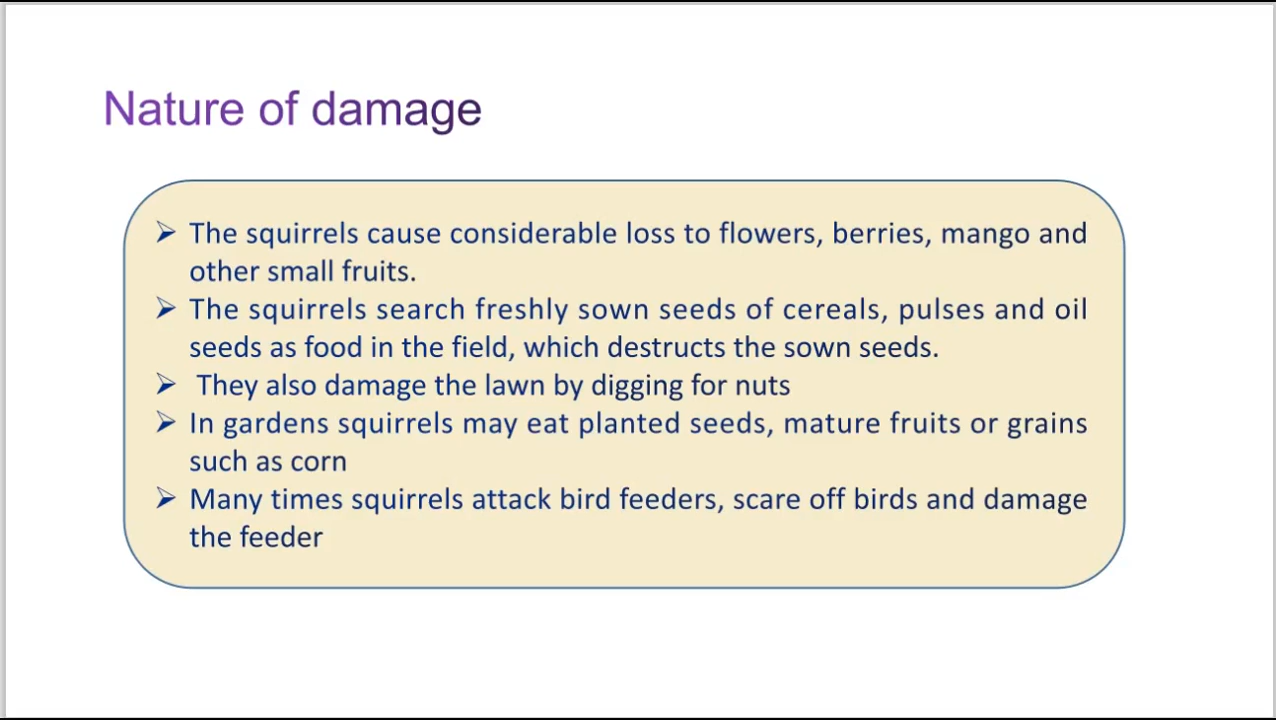 Nature of damage
➢ The squirrels cause considerable loss to flowers, berries, mango and
other small fruits.
➢ The squirrels search freshly sown seeds of cereals, pulses and oil
seeds as food in the field, which destructs the sown seeds.
➢ They also damage the lawn by digging for nuts
➢ In gardens squirrels may eat planted seeds, mature fruits or grains
such as corn
➢ Many times squirrels attack bird feeders, scare off birds and damage
the feeder